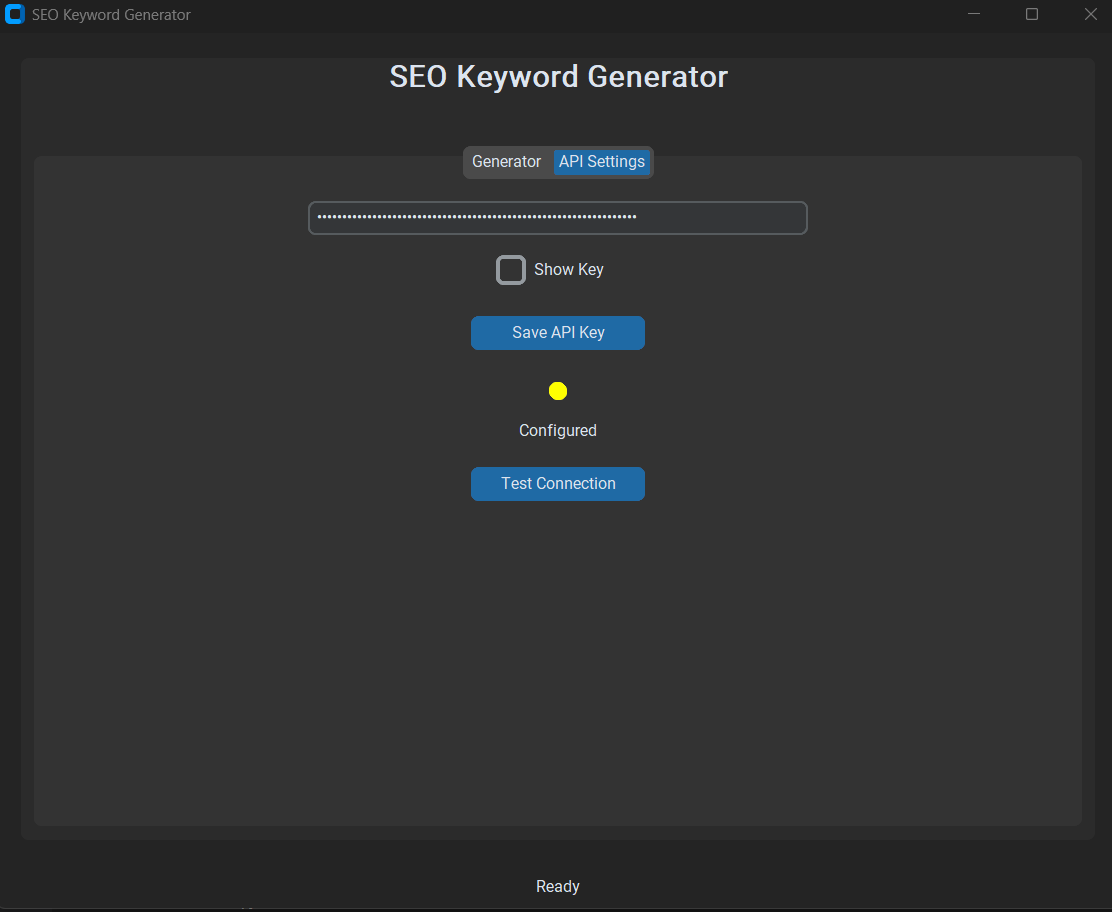 SEO Keyword Generator
SEO Keyword Generator
Generator API Settings
Show Key
Save API Key
Configured
Test Connection
Ready